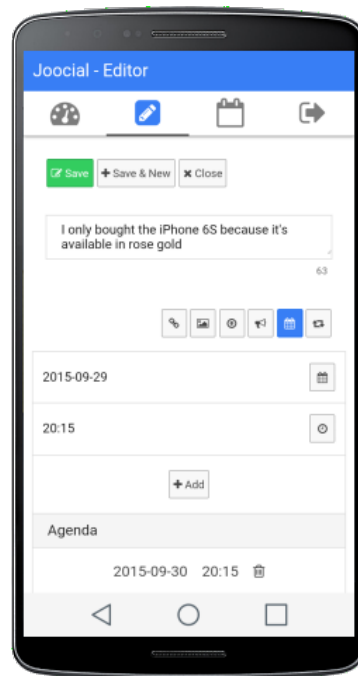 Joocial - Editor
Save
Save & New
Close
I only bought the iPhone 6S because it's
available in rose gold
63
2015-09-29
20:15
Add
Agenda
2015-09-30 20:15